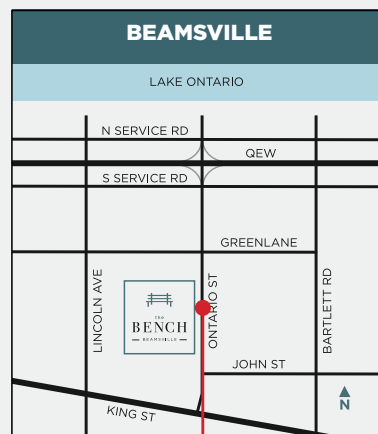 BEAMSVILLE
LAKE ONTARIO
N SERVICE RD
QEW
S SERVICE RD
GREENLANE
LINCOLN AVE
the
BENCH
BEAMSVILLE
ONTARIO ST
BARTLETT RD
JOHN ST
KING ST
N